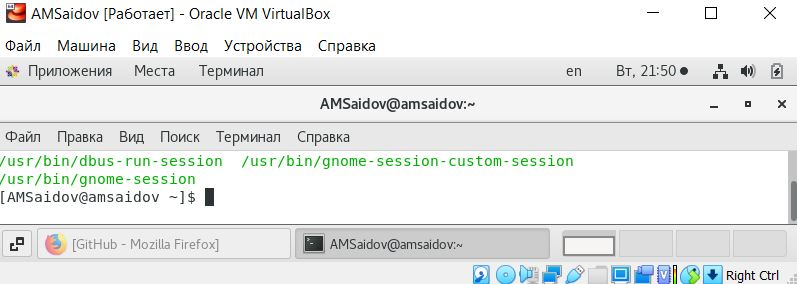 AMSaidov [Работает] - Oracle VM VirtualBox
Файл Машина Вид Ввод Устройства Справка
Приложения Места Терминал en Вт, 21:50
AMSaidov@amsaidov:~
Файл Правка Вид Поиск Терминал Справка
/usr/bin/dbus-run-session /usr/bin/gnome-session-custom-session
/usr/bin/gnome-session
[AMSaidov@amsaidov ~]$
[GitHub - Mozilla Firefox] AMSaidov@amsaidov:~
Right Ctrl